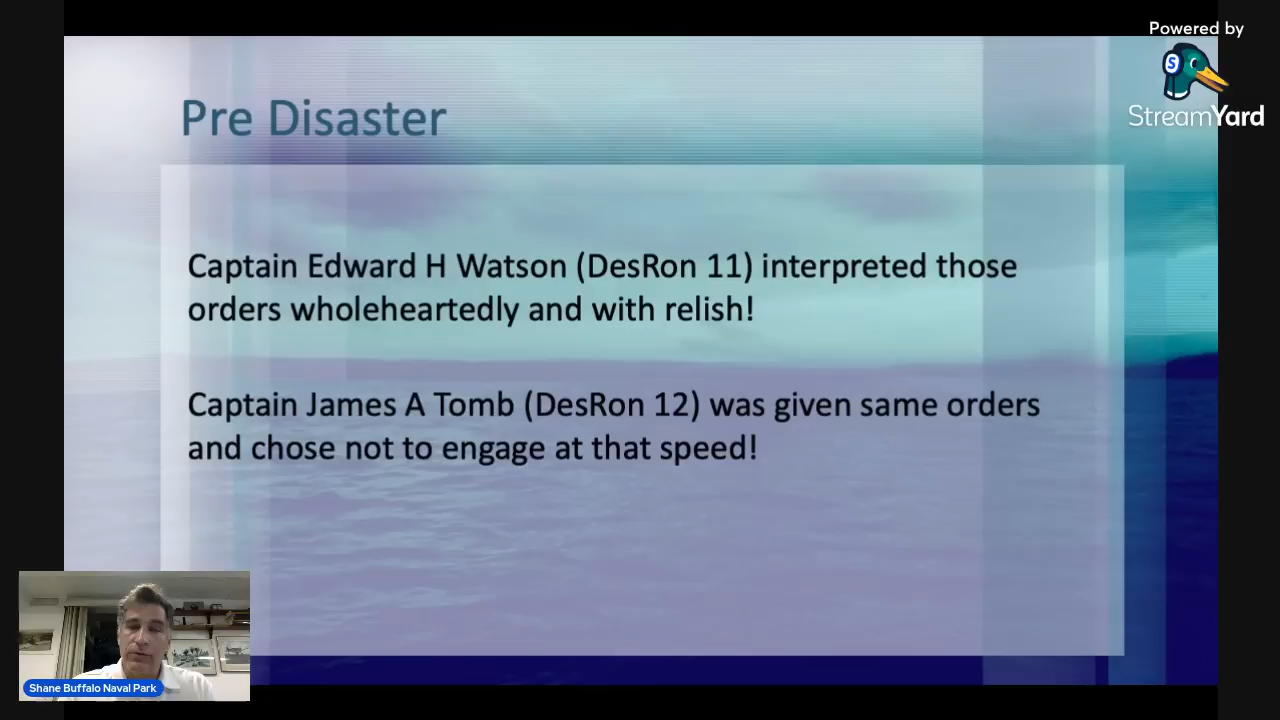 Powered by
S
StreamYard
Pre Disaster
Captain Edward H Watson (DesRon 11) interpreted those
orders wholeheartedly and with relish!
Captain James A Tomb (DesRon 12) was given same orders
and chose not to engage at that speed!
Shane Buffalo Naval Park